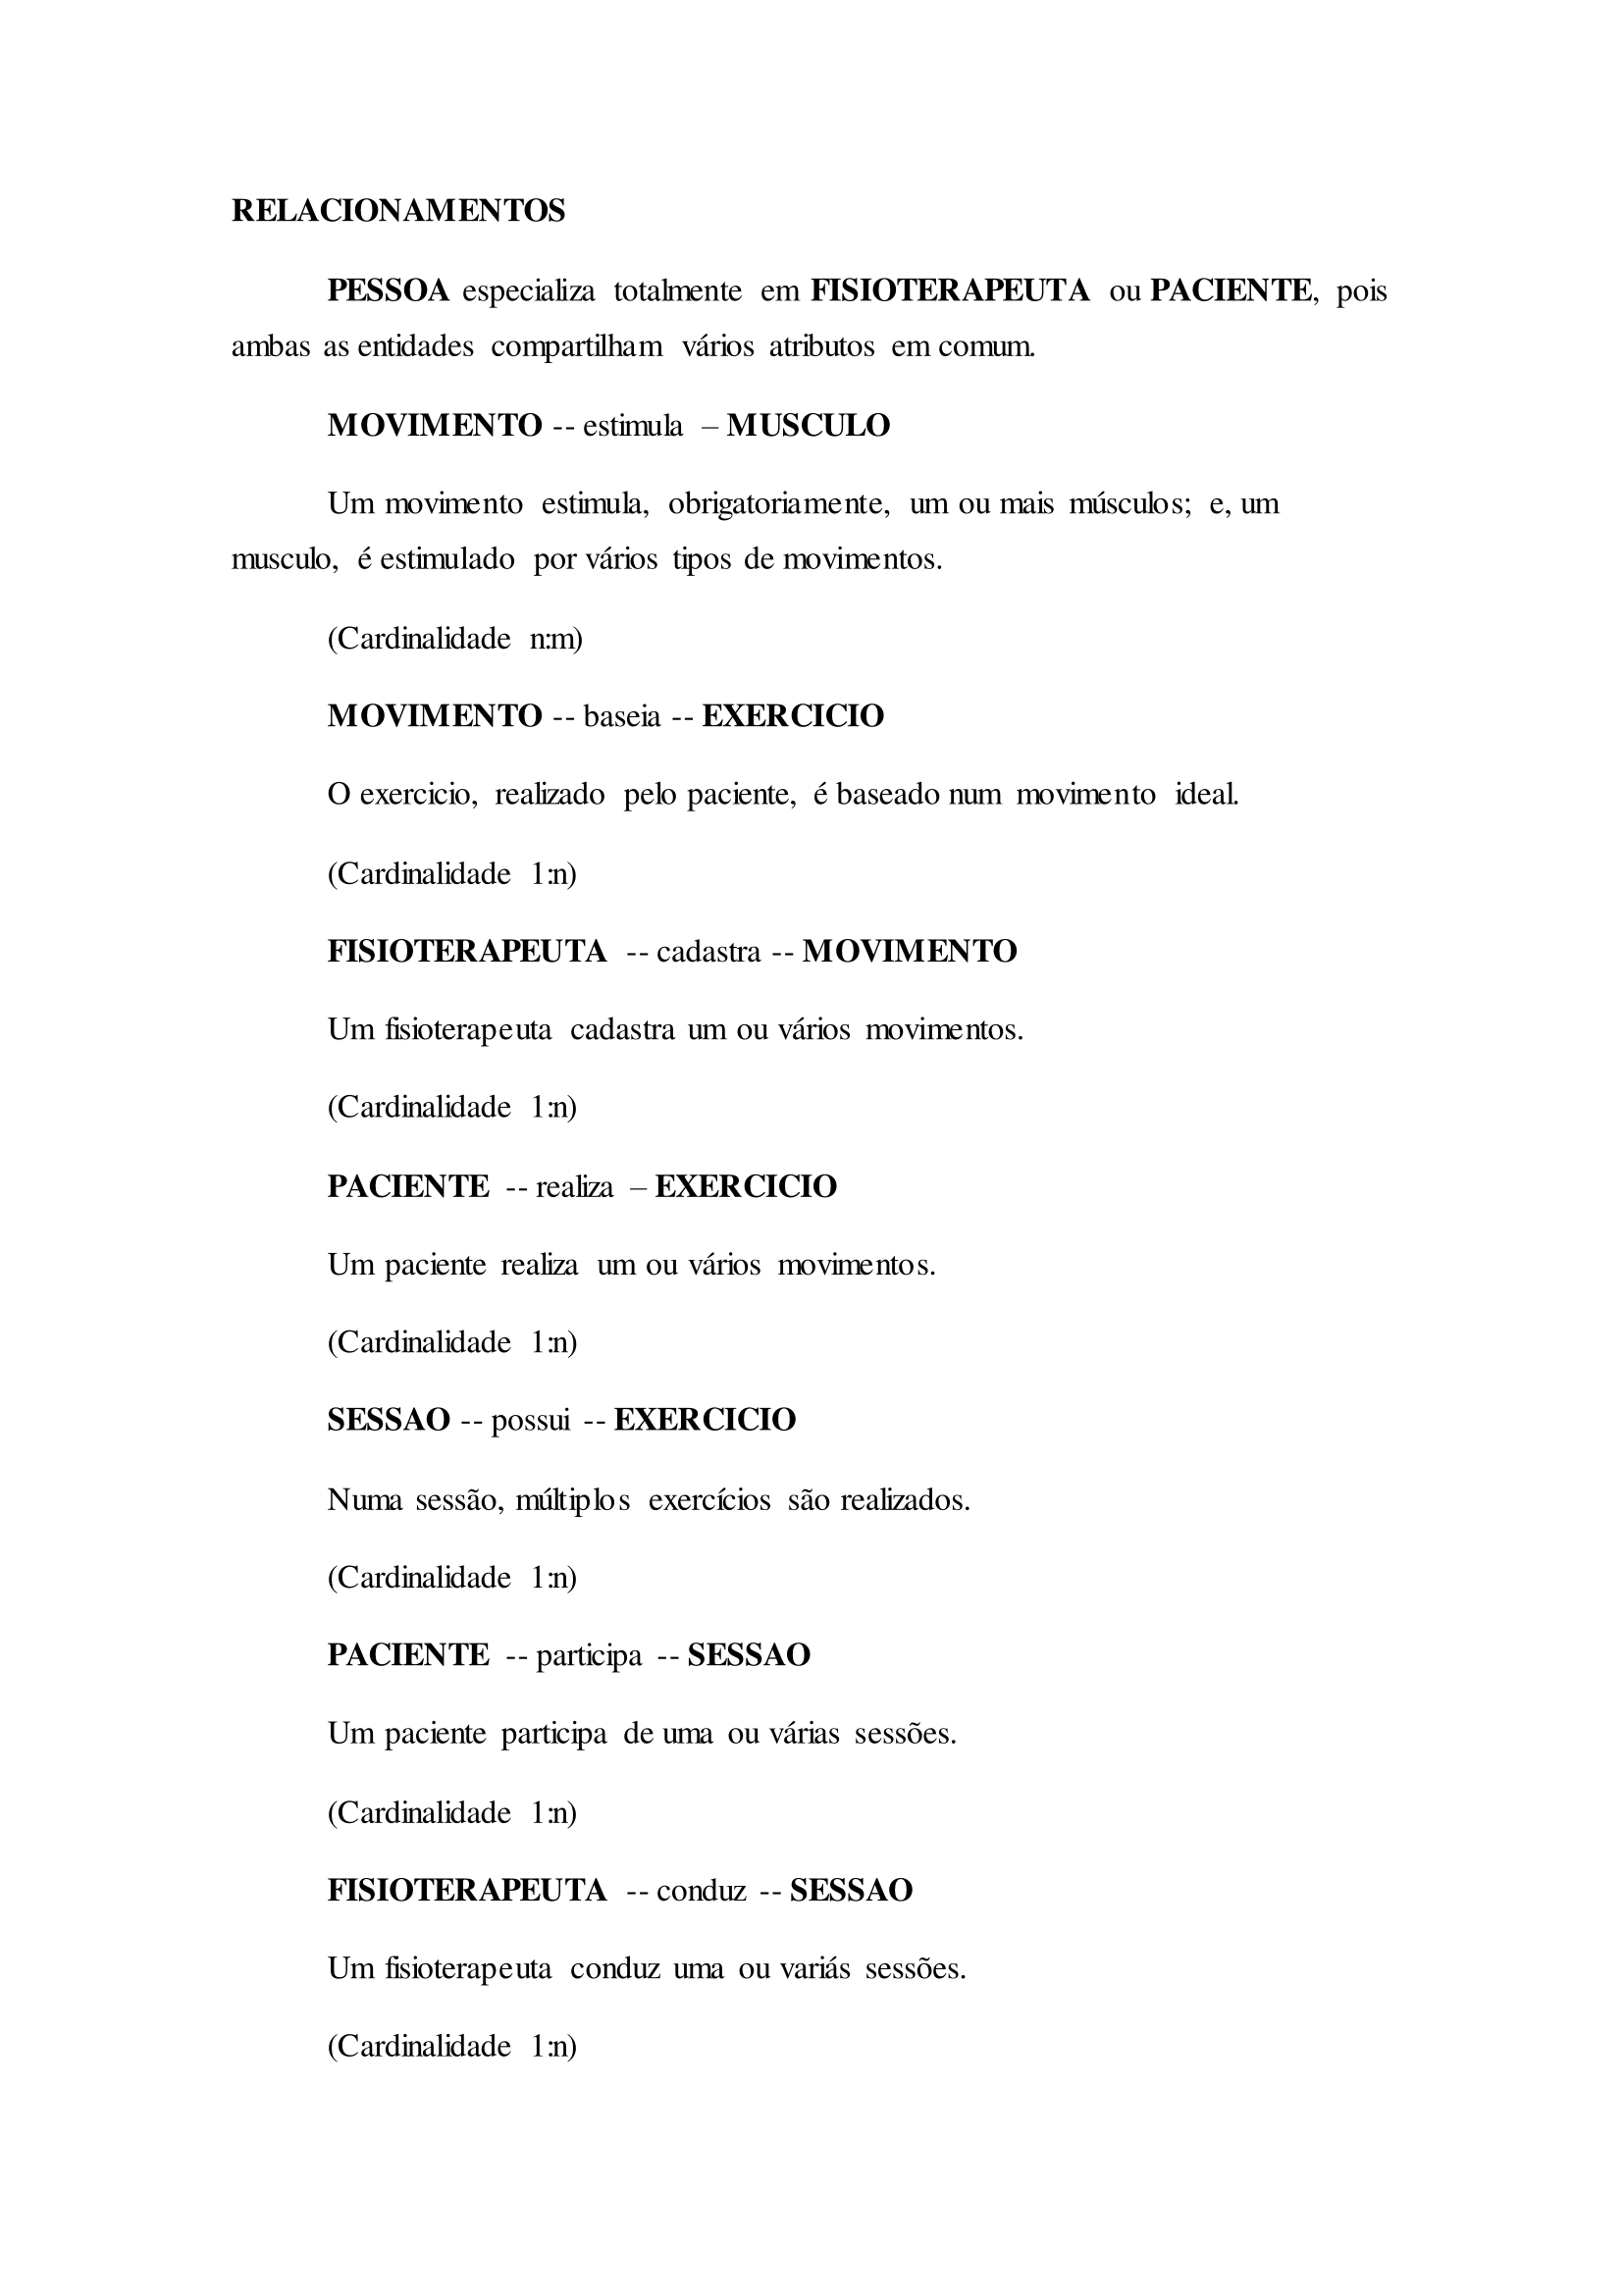 RELACIONAMENTOS
PESSOA especializa totalmente em FISIOTERAPEUTA ou PACIENTE, pois
ambas as entidades compartilham vários atributos em comum.
MOVIMENTO -- estimula – MUSCULO
Um movimento estimula, obrigatoriamente, um ou mais músculos; e, um
musculo, é estimulado por vários tipos de movimentos.
(Cardinalidade n:m)
MOVIMENTO -- baseia -- EXERCICIO
O exercicio, realizado pelo paciente, é baseado num movimento ideal.
(Cardinalidade 1:n)
FISIOTERAPEUTA -- cadastra -- MOVIMENTO
Um fisioterapeuta cadastra um ou vários movimentos.
(Cardinalidade 1:n)
PACIENTE -- realiza – EXERCICIO
Um paciente realiza um ou vários movimentos.
(Cardinalidade 1:n)
SESSAO -- possui -- EXERCICIO
Numa sessão, múltiplos exercícios são realizados.
(Cardinalidade 1:n)
PACIENTE -- participa -- SESSAO
Um paciente participa de uma ou várias sessões.
(Cardinalidade 1:n)
FISIOTERAPEUTA -- conduz -- SESSAO
Um fisioterapeuta conduz uma ou variás sessões.
(Cardinalidade 1:n)